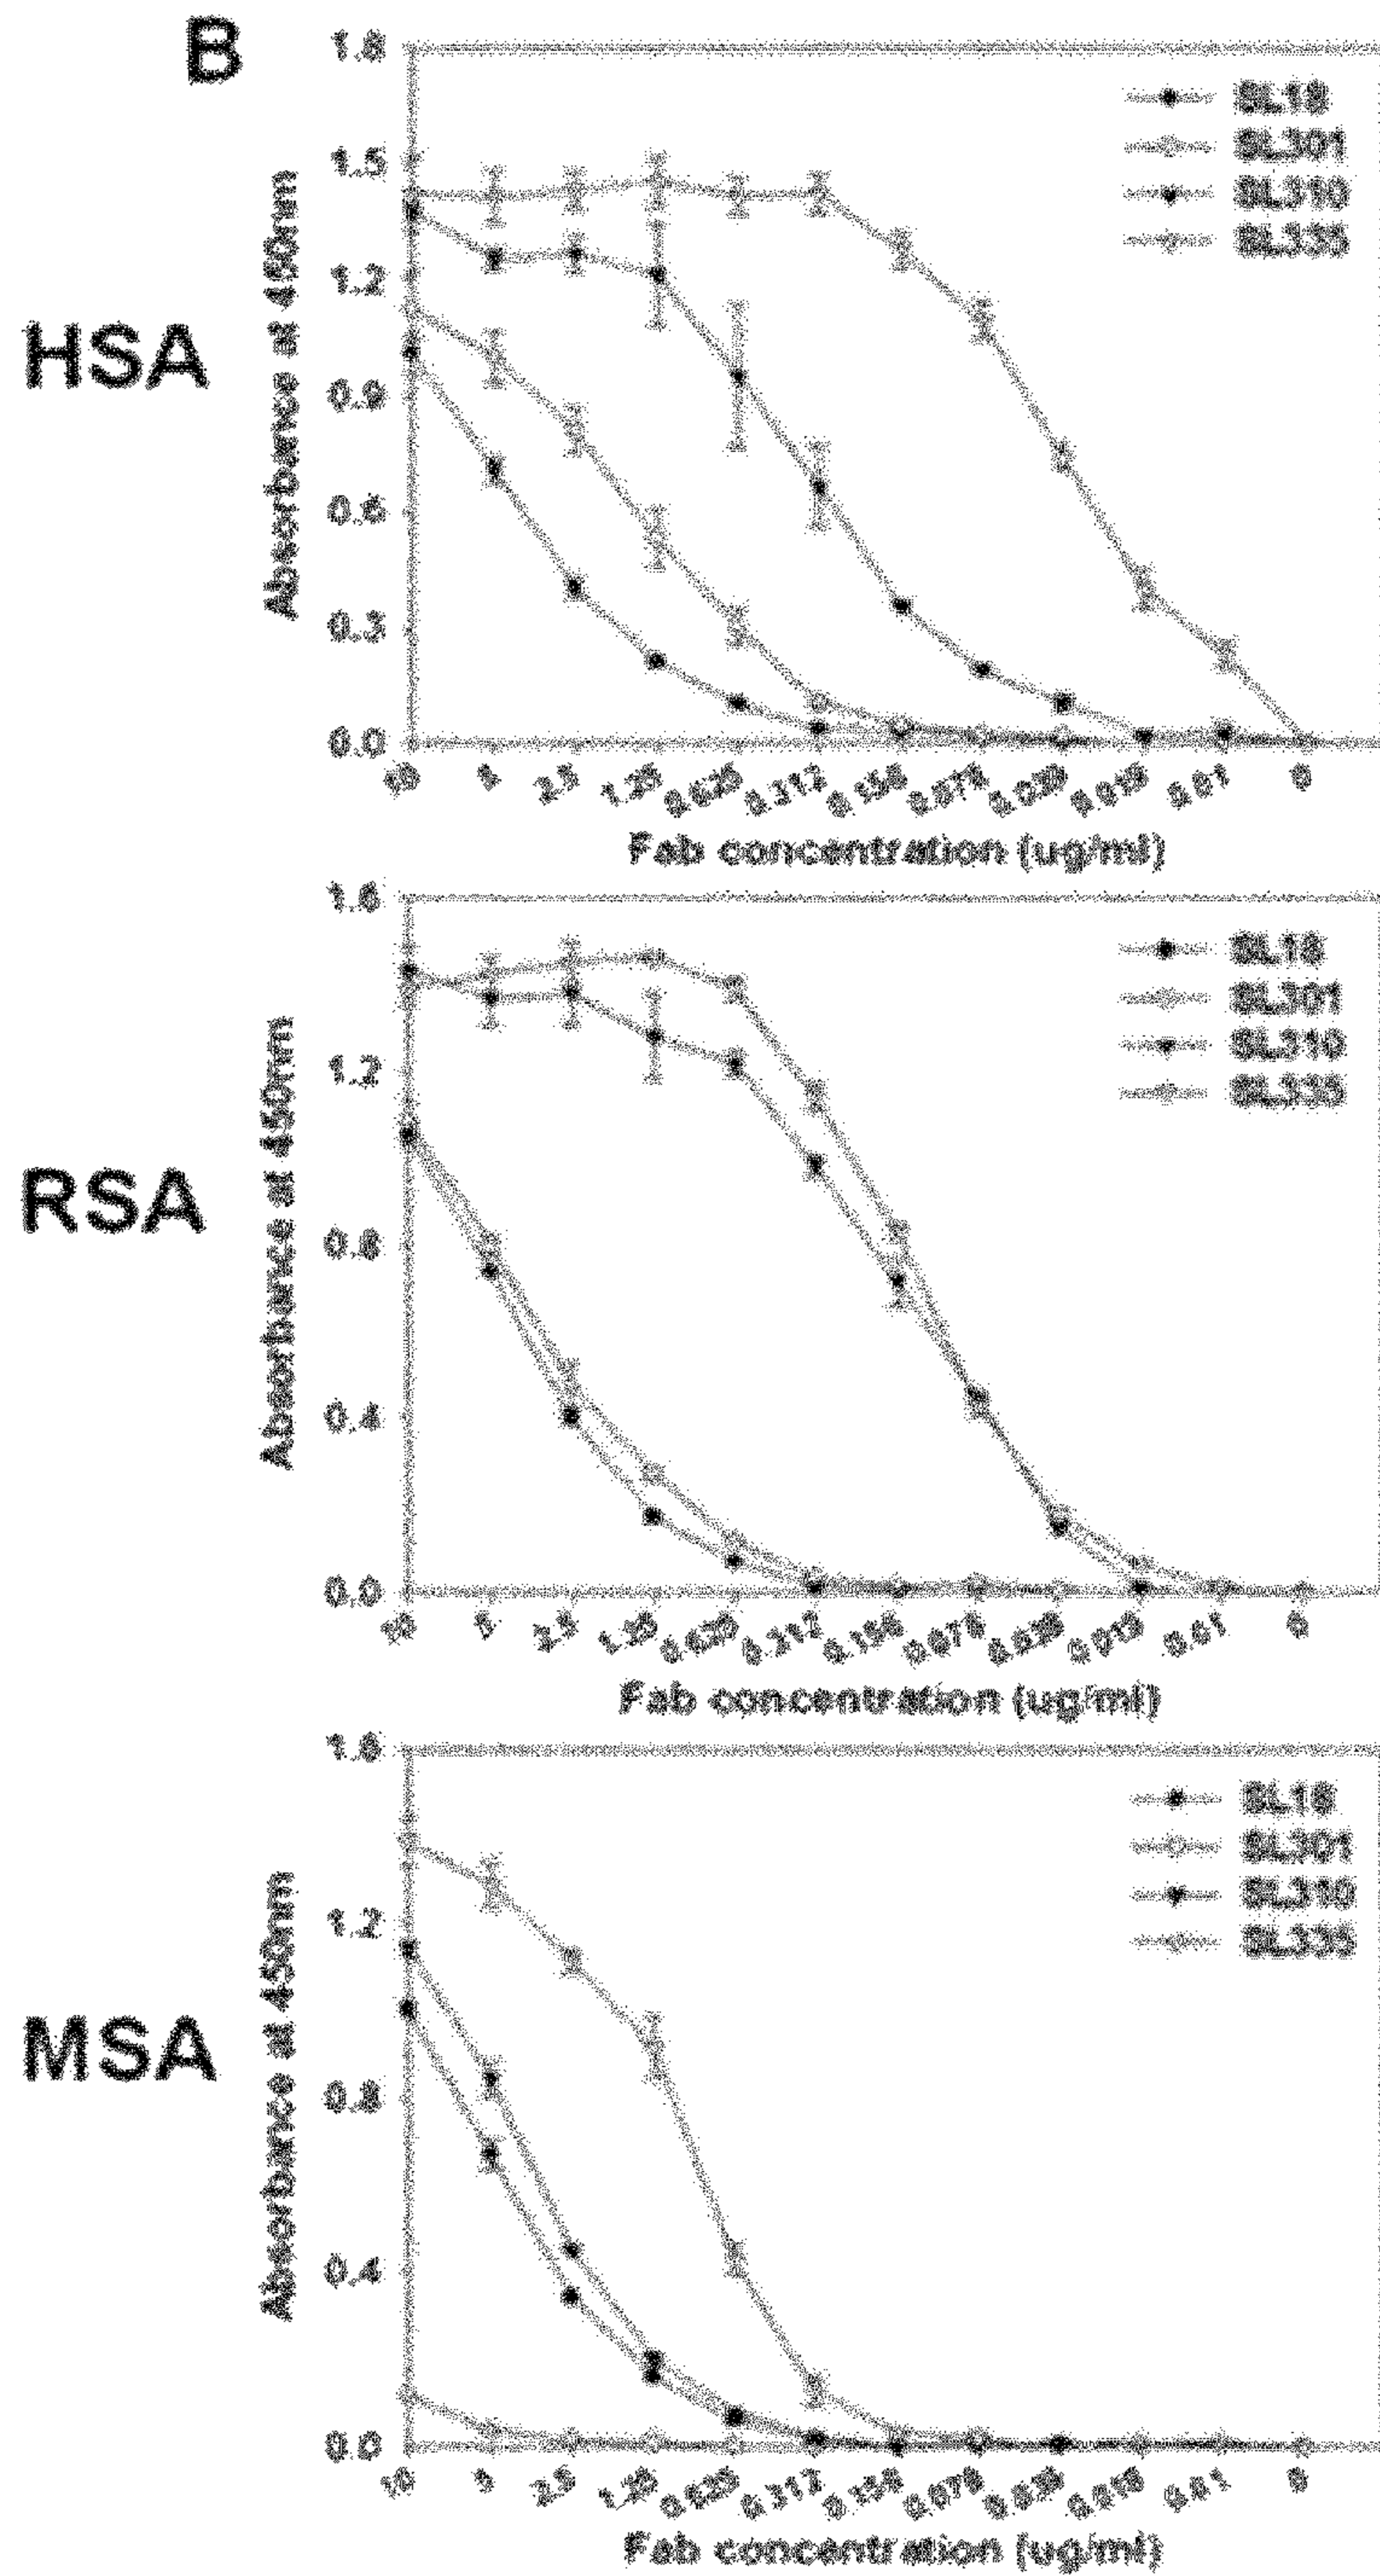 B
HSA
Absorbance at 450nm
1.8
1.5
1.2
0.9
0.6
0.3
0.0
SL18
SL301
SL310
SL335
10 5 2.5 1.25 0.625 0.312 0.156 0.078 0.039 0.019 0.01 0
Fab concentration (ug/ml)
RSA
Absorbance at 450nm
1.6
1.2
0.8
0.4
0.0
SL18
SL301
SL310
SL335
10 5 2.5 1.25 0.625 0.312 0.156 0.078 0.039 0.019 0.01 0
Fab concentration (ug/ml)
MSA
Absorbance at 450nm
1.6
1.2
0.8
0.4
0.0
SL18
SL301
SL310
SL335
10 5 2.5 1.25 0.625 0.312 0.156 0.078 0.039 0.019 0.01 0
Fab concentration (ug/ml)